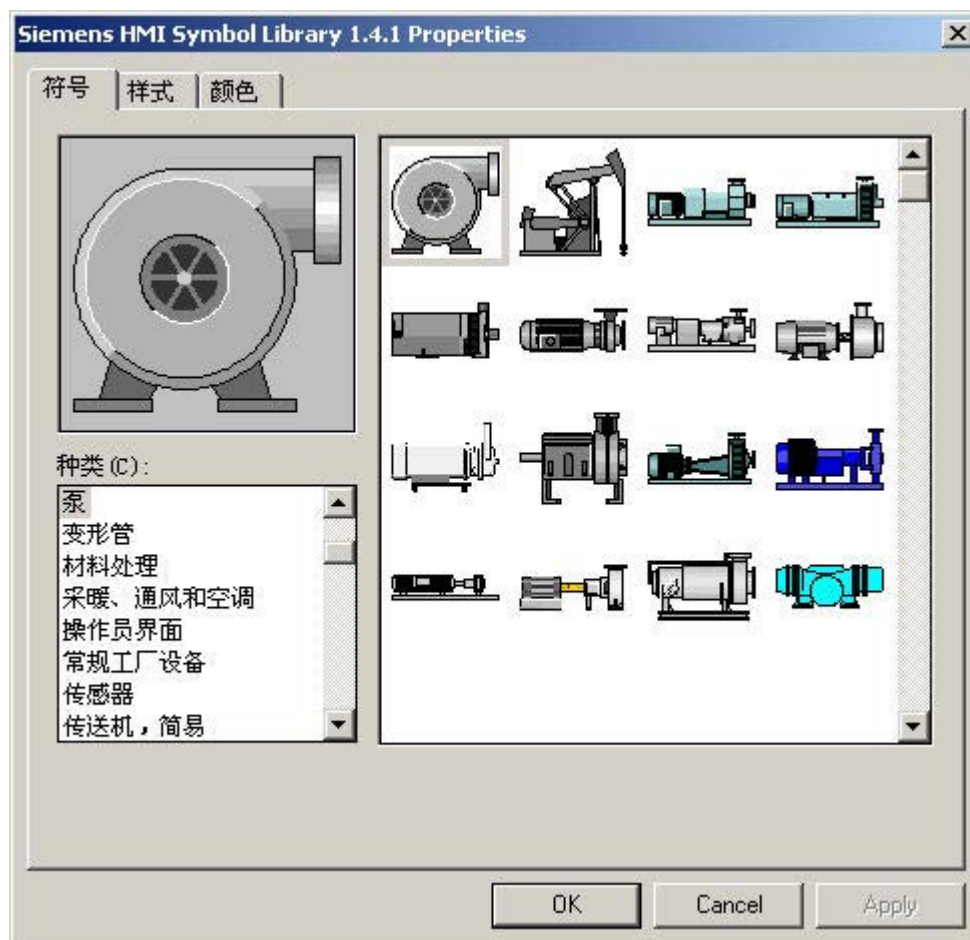 Siemens HMI Symbol Library 1.4.1 Properties
符号 样式 颜色
种类(C):
泵
变形管
材料处理
采暖、通风和空调
操作员界面
常规工厂设备
传感器
传送机，简易
OK Cancel Apply